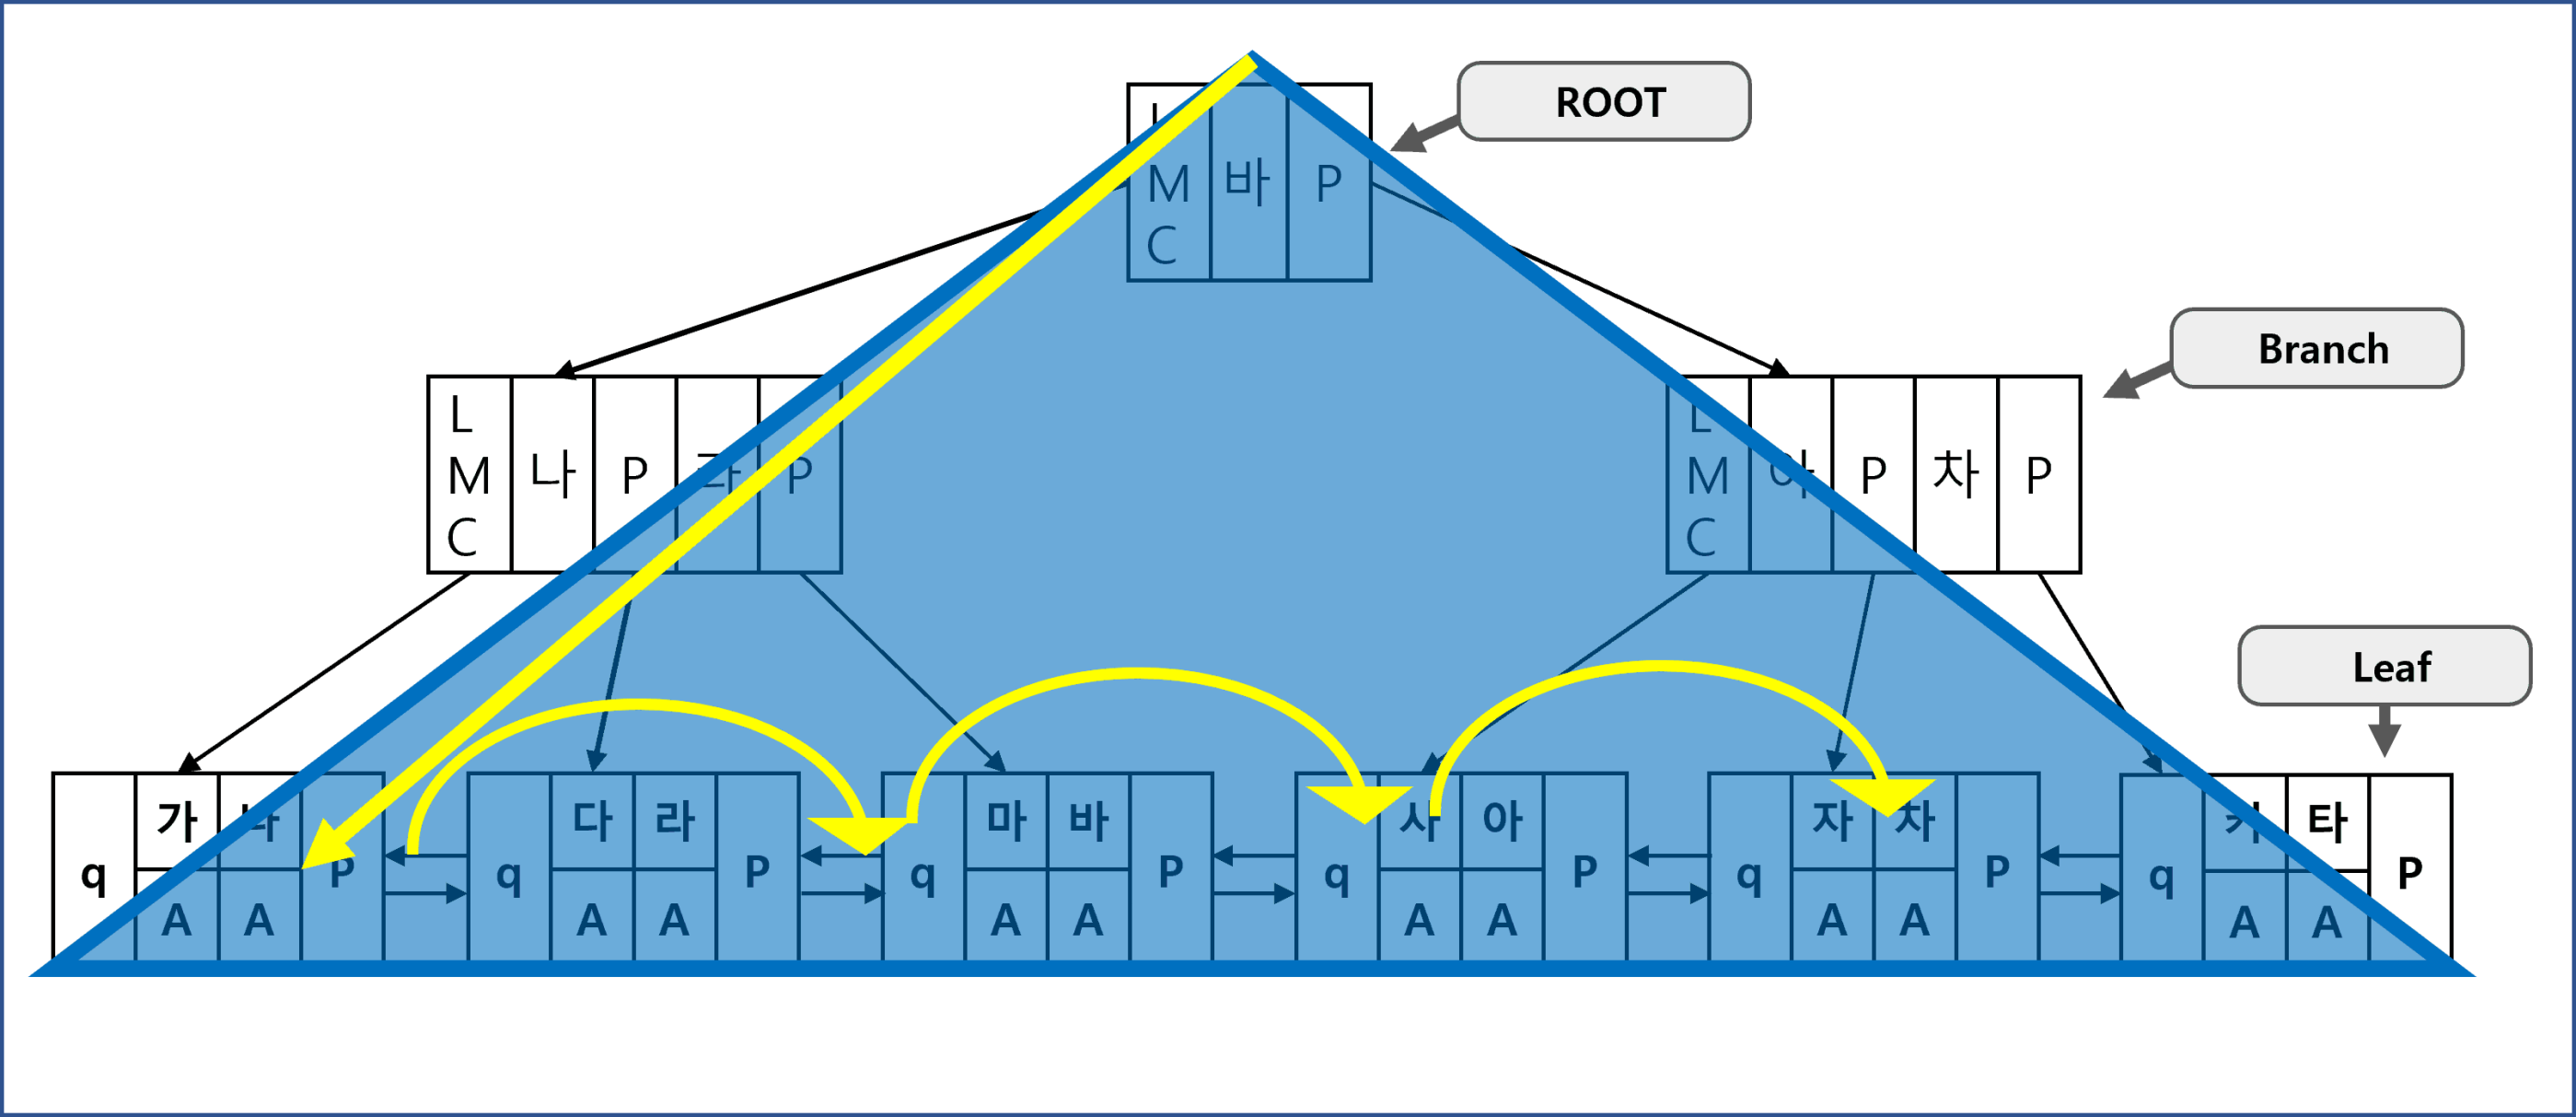 ROOT
L M C 바 P
Branch
L M C 나 P 라 P
L M C 아 P 차 P
Leaf
q 가 나 P q 다 라 P q 마 바 P q 사 아 P q 자 차 P q 카 타 P
A A A A A A A A A A A A